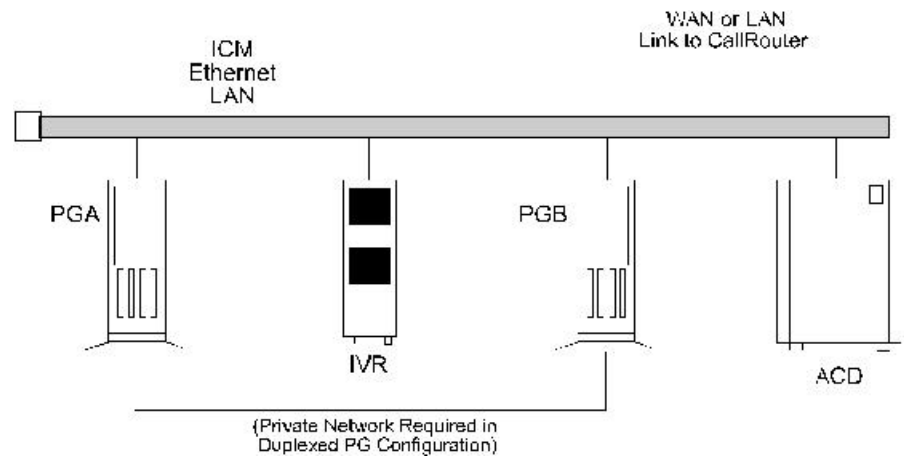 WAN or LAN
Link to CallRouter
ICM
Ethernet
LAN
PGA
PGB
IVR
ACD
(Private Network Required in
Duplexed PG Configuration)